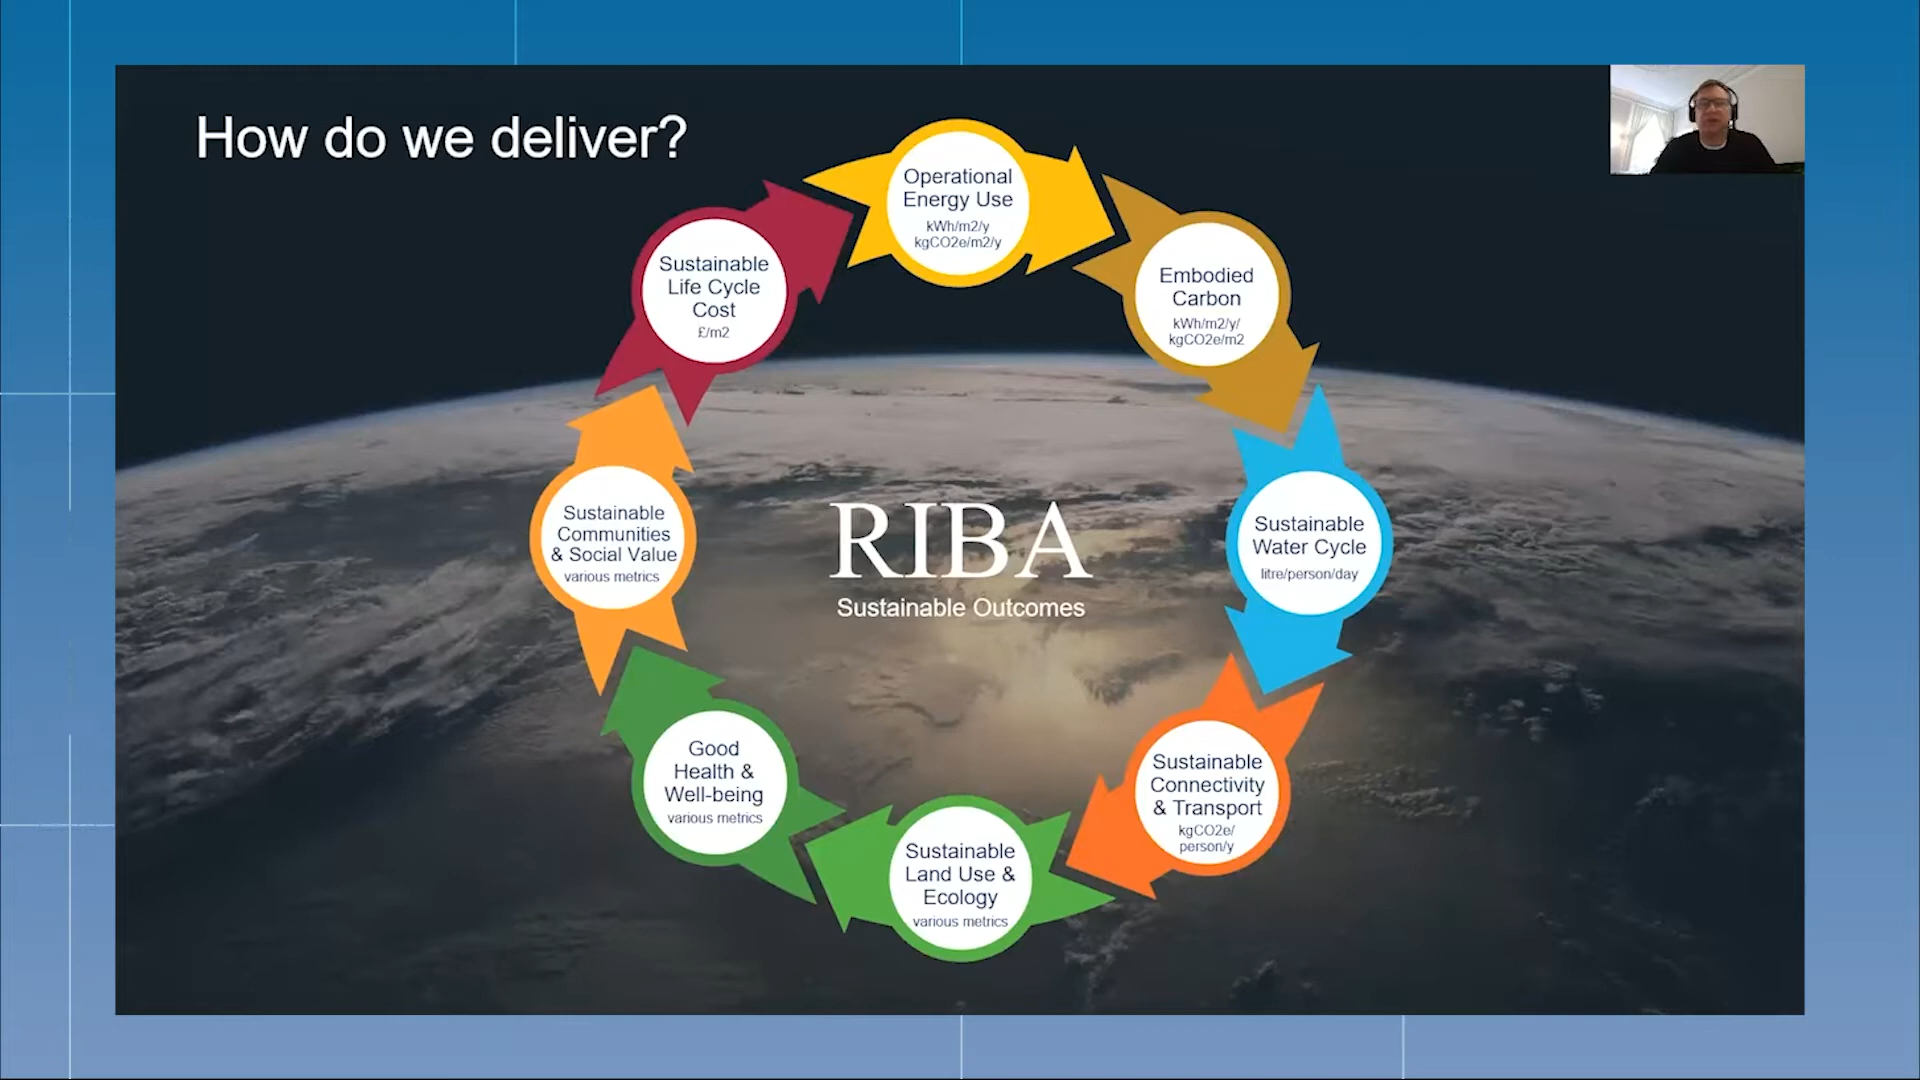 How do we deliver?
Operational
Energy Use
kWh/m2/y
kgCO2e/m2/y
Embodied
Carbon
kWh/m2/y/
kgCO2e/m2
Sustainable
Water Cycle
litre/person/day
Sustainable
Connectivity
& Transport
kgCO2e/
person/y
Sustainable
Land Use &
Ecology
various metrics
Good
Health &
Well-being
various metrics
Sustainable
Communities
& Social Value
various metrics
Sustainable
Life Cycle
Cost
£/m2
RIBA
Sustainable Outcomes